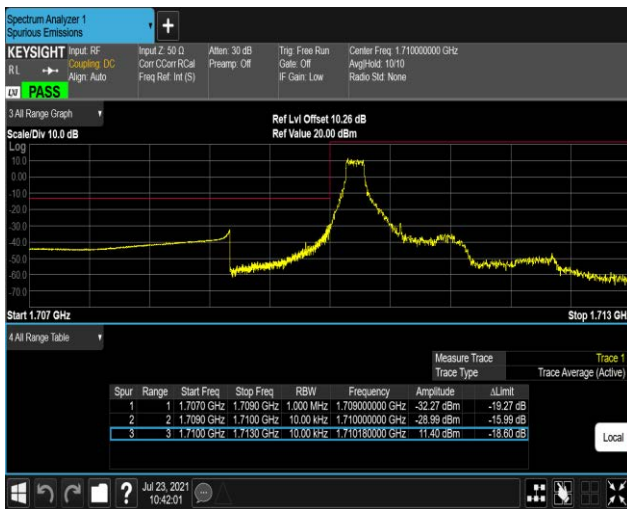 Spectrum Analyzer 1
Spurious Emissions
+
KEYSIGHT Input: RF Input Z: 50 Ω Atten: 30 dB Trig: Free Run Center Freq: 1.710000000 GHz
RL Coupling: DC Corr CCorr RCal Preamp: Off Gate: Off Avg|Hold: 10/10
Align: Auto Freq Ref: Int (S) IF Gain: Low Radio Std: None
LXI PASS
3 All Range Graph
Ref Lvl Offset 10.26 dB
Scale/Div 10.0 dB Ref Value 20.00 dBm
Log
10.0
0.00
-10.0
-20.0
-30.0
-40.0
-50.0
-60.0
-70.0
Start 1.707 GHz Stop 1.713 GH
4 All Range Table
Measure Trace Trace 1
Trace Type Trace Average (Active)
Spur Range Start Freq Stop Freq RBW Frequency Amplitude ΔLimit
1 1 1.7070 GHz 1.7090 GHz 1.000 MHz 1.709000000 GHz -32.27 dBm -19.27 dB
2 2 1.7090 GHz 1.7100 GHz 10.00 kHz 1.710000000 GHz -28.99 dBm -15.99 dB
3 3 1.7100 GHz 1.7130 GHz 10.00 kHz 1.710180000 GHz 11.40 dBm -18.60 dB
Local
? Jul 23, 2021
10:42:01